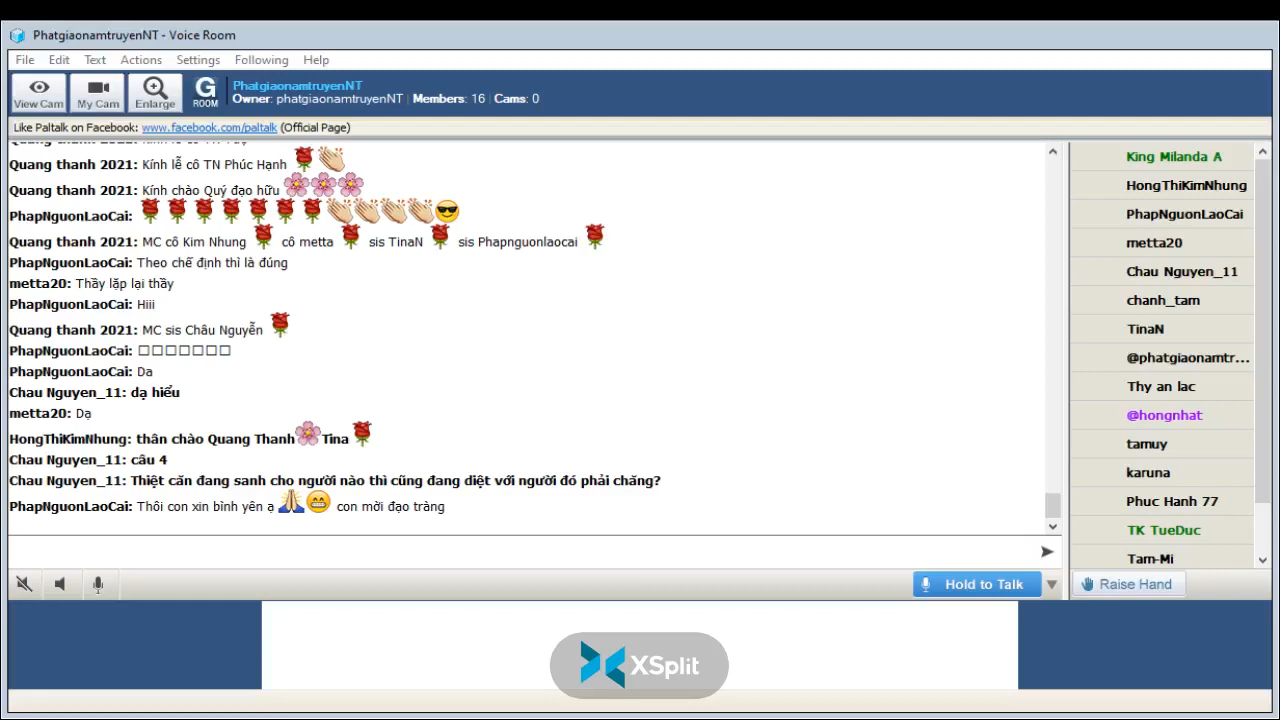 PhatgiaonamtruyenNT - Voice Room
File Edit Text Actions Settings Following Help
View Cam My Cam Enlarge G ROOM
PhatgiaonamtruyenNT
Owner: phatgiaonamtruyenNT | Members: 16 | Cams: 0
Like Paltalk on Facebook: www.facebook.com/paltalk (Official Page)
Quang thanh 2021: Kính lễ cô TN Phúc Hạnh
Quang thanh 2021: Kính chào Quý đạo hữu
PhapNguonLaoCai:
Quang thanh 2021: MC cô Kim Nhung cô metta sis TinaN sis Phapnguonlaocai
PhapNguonLaoCai: Theo chế định thì là đúng
metta20: Thầy lặp lại thầy
PhapNguonLaoCai: Hiii
Quang thanh 2021: MC sis Châu Nguyễn
PhapNguonLaoCai: □□□□□□□
PhapNguonLaoCai: Da
Chau Nguyen_11: dạ hiểu
metta20: Dạ
HongThiKimNhung: thân chào Quang Thanh Tina
Chau Nguyen_11: câu 4
Chau Nguyen_11: Thiệt căn đang sanh cho người nào thì cũng đang diệt với người đó phải chăng?
PhapNguonLaoCai: Thôi con xin bình yên ạ con mời đạo tràng
King Milanda A
HongThiKimNhung
PhapNguonLaoCai
metta20
Chau Nguyen_11
chanh_tam
TinaN
@phatgiaonamtr...
Thy an lac
@hongnhat
tamuy
karuna
Phuc Hanh 77
TK TueDuc
Tam-Mi
Hold to Talk
Raise Hand
XSplit